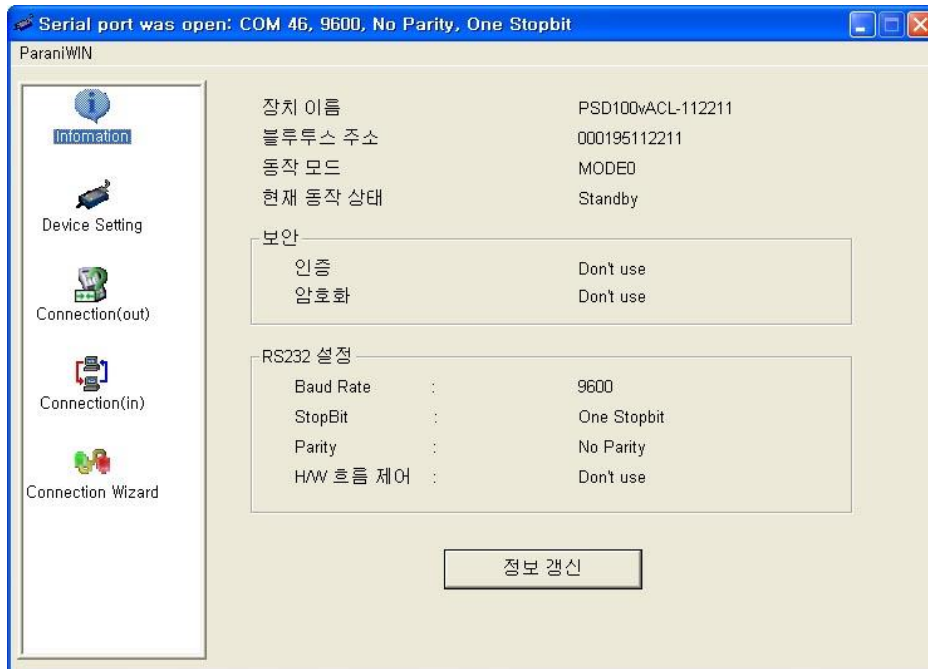 Serial port was open: COM 46, 9600, No Parity, One Stopbit
ParaniWIN
Infomation
Device Setting
Connection(out)
Connection(in)
Connection Wizard
장치 이름 PSD100vACL-112211
블루투스 주소 000195112211
동작 모드 MODE0
현재 동작 상태 Standby
보안
인증 Don't use
암호화 Don't use
RS232 설정
Baud Rate : 9600
StopBit : One Stopbit
Parity : No Parity
H/W 흐름 제어 : Don't use
정보 갱신